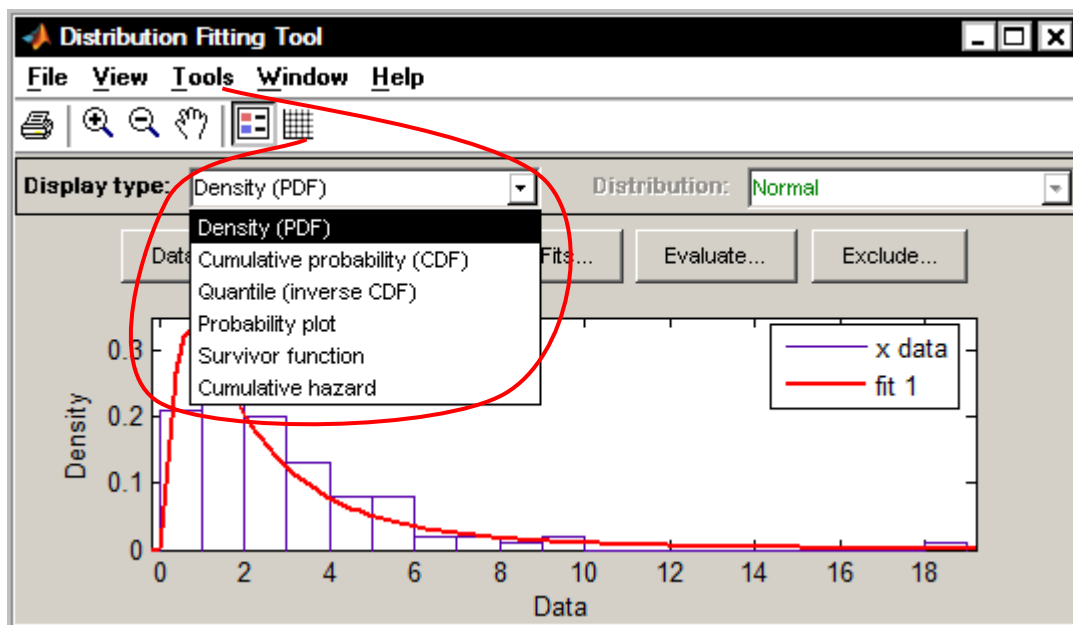 Distribution Fitting Tool
File View Tools Window Help
Display type: Density (PDF) Distribution: Normal
Density (PDF)
Cumulative probability (CDF)
Quantile (inverse CDF)
Probability plot
Survivor function
Cumulative hazard
Data Fits... Evaluate... Exclude...
x data
fit 1
0.3
0.2
0.1
0
Density
0 2 4 6 8 10 12 14 16 18
Data